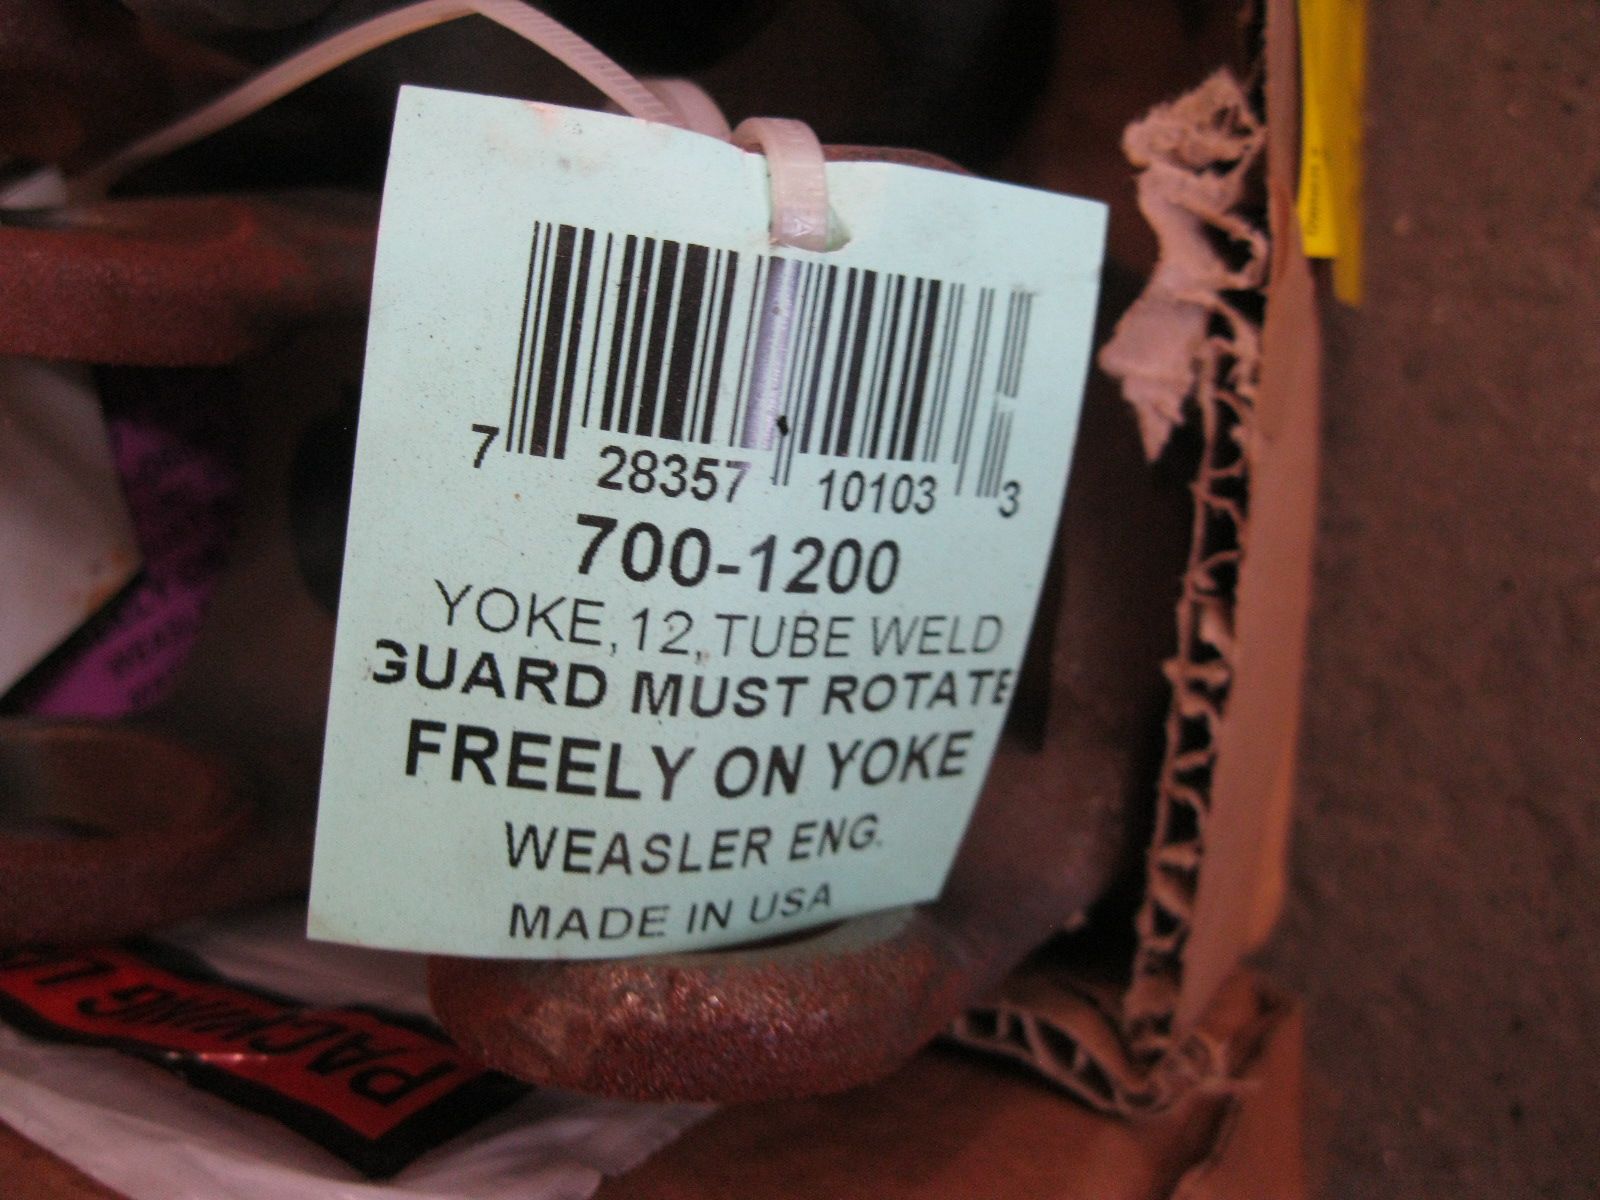 7 28357 10103 3
700-1200
YOKE,12,TUBE WELD
GUARD MUST ROTATE
FREELY ON YOKE
WEASLER ENG.
MADE IN USA
PACKING